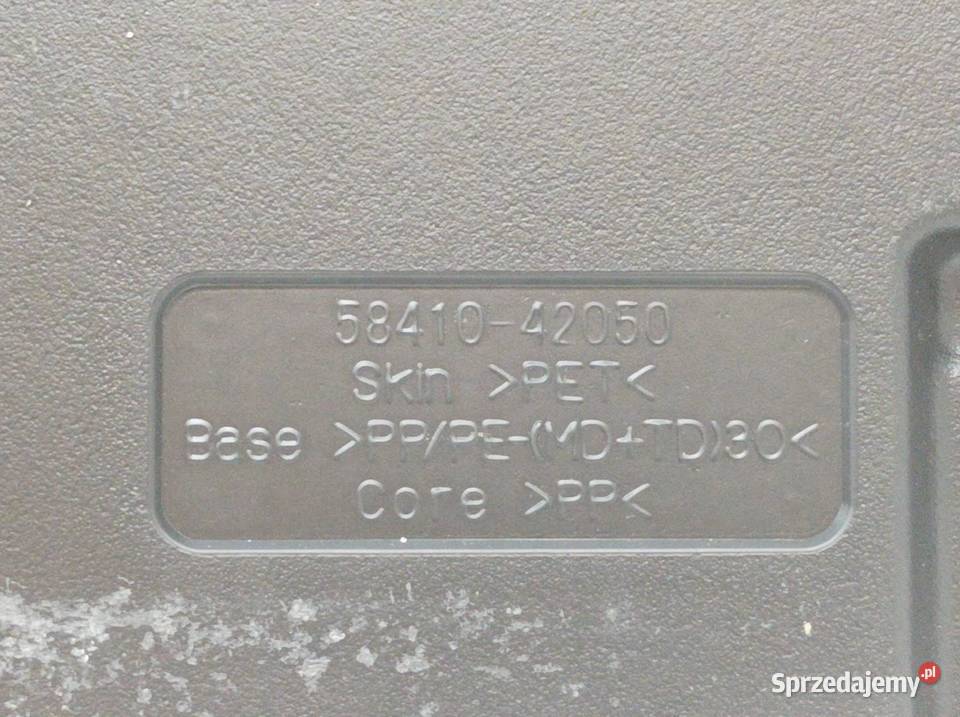 58410-42050
Skin >PET<
Base >PP/PE-(MD+TD)30<
Core >PP<
Sprzedajemy.pl